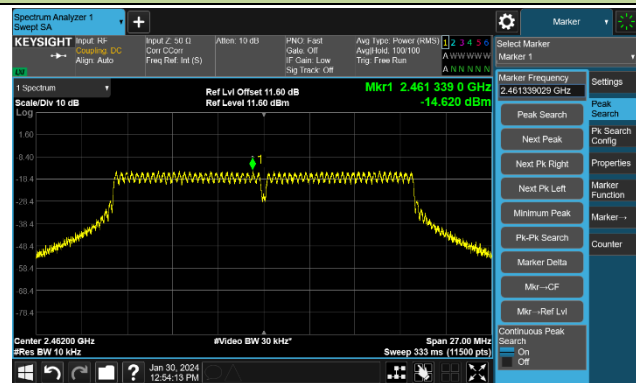 Spectrum Analyzer 1
Swept SA
Marker
KEYSIGHT
Input: RF
Coupling: DC
Align: Auto
Input Z: 50 Ω
Corr CCorr
Freq Ref: Int (S)
Atten: 10 dB
PNO: Fast
Gate: Off
IF Gain: Low
Sig Track: Off
Avg Type: Power (RMS)
Avg|Hold: 100/100
Trig: Free Run
1 2 3 4 5 6
A W W W W W
A N N N N N
Select Marker
Marker 1
1 Spectrum
Scale/Div 10 dB
Log
Ref Lvl Offset 11.60 dB
Ref Level 11.60 dBm
Mkr1 2.461 339 0 GHz
-14.620 dBm
1.60
-8.40
-18.4
-28.4
-38.4
-48.4
-58.4
-68.4
-78.4
1
Center 2.46200 GHz
#Res BW 10 kHz
#Video BW 30 kHz*
Span 27.00 MHz
Sweep 333 ms (11500 pts)
Marker Frequency
2.461339029 GHz
Peak Search
Next Peak
Next Pk Right
Next Pk Left
Minimum Peak
Pk-Pk Search
Marker Delta
Mkr→CF
Mkr→Ref Lvl
Continuous Peak
Search
On
Off
Settings
Peak
Search
Pk Search
Config
Properties
Marker
Function
Marker→
Counter
?
Jan 30, 2024
12:54:13 PM